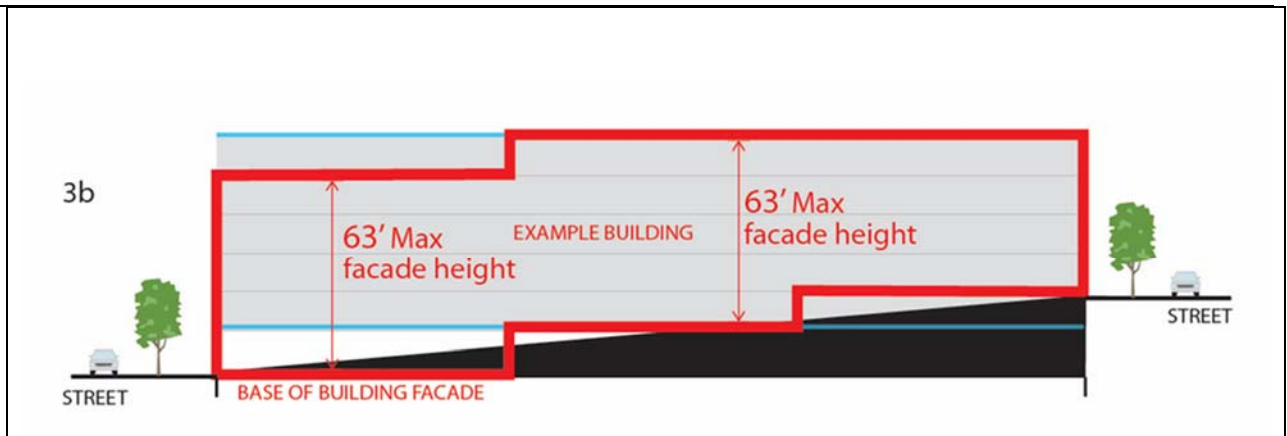 3b
63' Max
facade height
EXAMPLE BUILDING
63' Max
facade height
STREET
STREET
BASE OF BUILDING FACADE